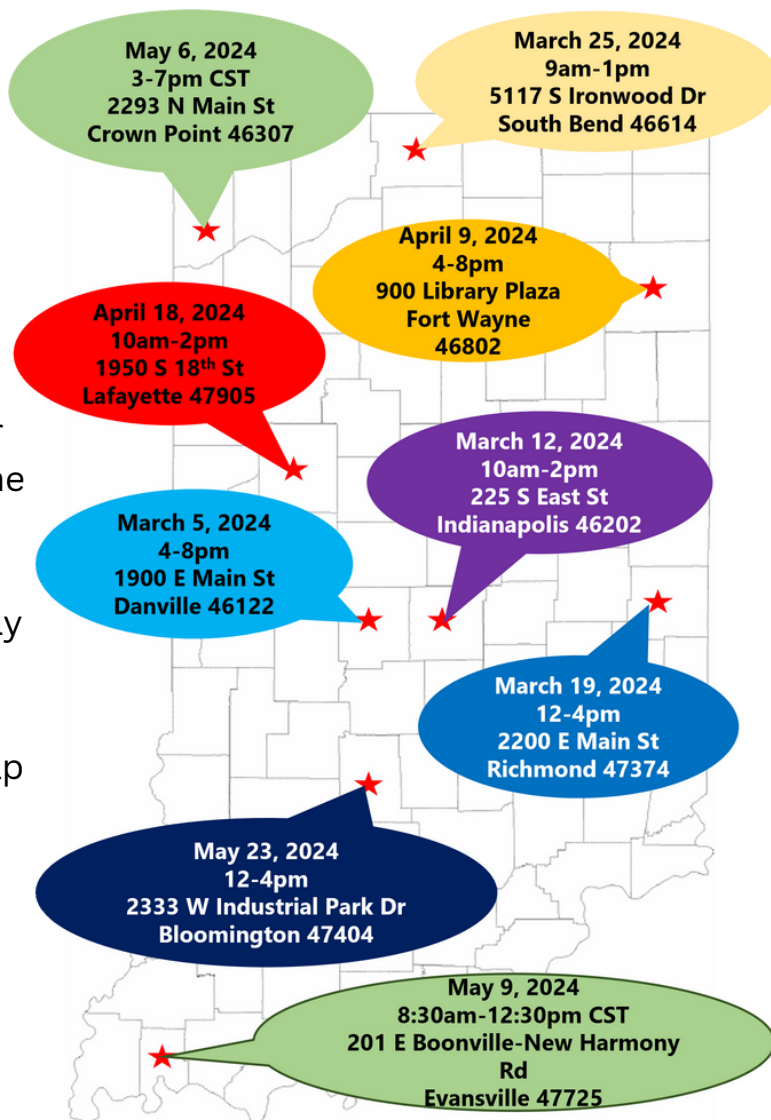 May 6, 2024
3-7pm CST
2293 N Main St
Crown Point 46307
March 25, 2024
9am-1pm
5117 S Ironwood Dr
South Bend 46614
April 9, 2024
4-8pm
900 Library Plaza
Fort Wayne
46802
April 18, 2024
10am-2pm
1950 S 18th St
Lafayette 47905
March 12, 2024
10am-2pm
225 S East St
Indianapolis 46202
March 5, 2024
4-8pm
1900 E Main St
Danville 46122
March 19, 2024
12-4pm
2200 E Main St
Richmond 47374
May 23, 2024
12-4pm
2333 W Industrial Park Dr
Bloomington 47404
May 9, 2024
8:30am-12:30pm CST
201 E Boonville-New Harmony
Rd
Evansville 47725